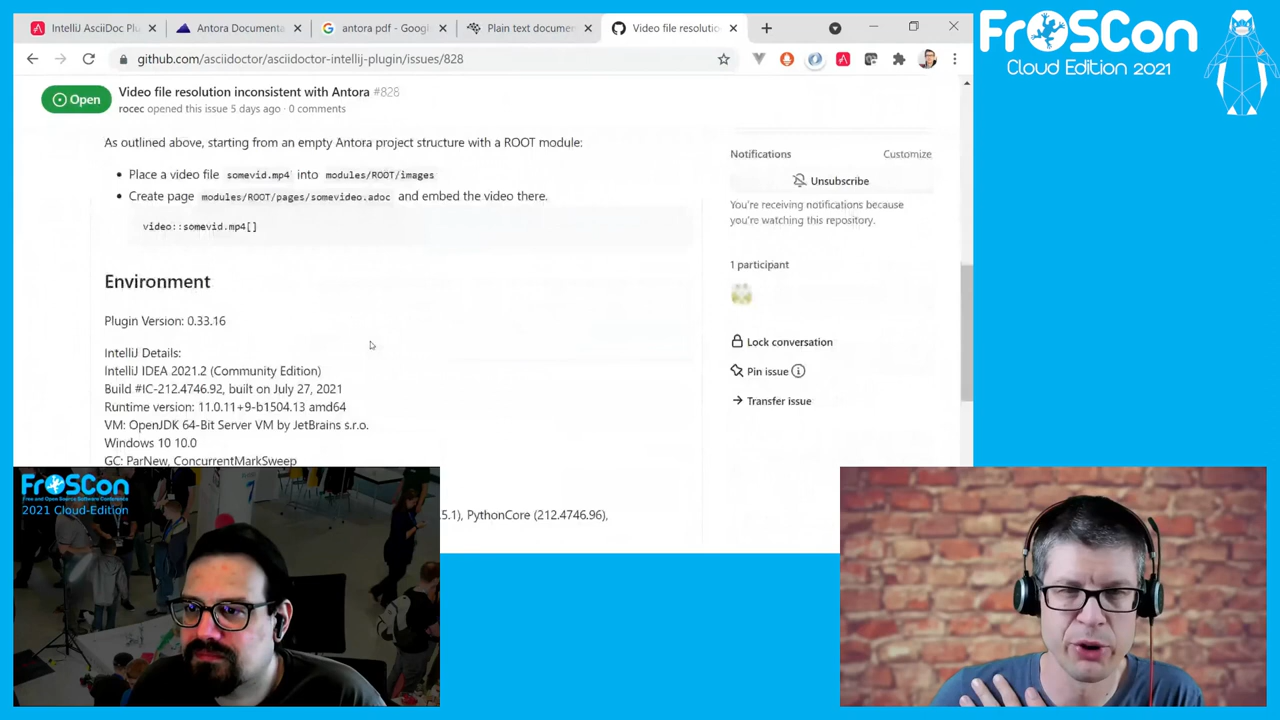 IntelliJ AsciiDoc Plu
Antora Documenta
antora pdf - Googl
Plain text documen
Video file resolutio
github.com/asciidoctor/asciidoctor-intellij-plugin/issues/828
Open
Video file resolution inconsistent with Antora #828
rocec opened this issue 5 days ago · 0 comments
As outlined above, starting from an empty Antora project structure with a ROOT module:
Place a video file somevid.mp4 into modules/ROOT/images
Create page modules/ROOT/pages/somevideo.adoc and embed the video there.
video::somevid.mp4[]
Environment
Plugin Version: 0.33.16
IntelliJ Details:
IntelliJ IDEA 2021.2 (Community Edition)
Build #IC-212.4746.92, built on July 27, 2021
Runtime version: 11.0.11+9-b1504.13 amd64
VM: OpenJDK 64-Bit Server VM by JetBrains s.r.o.
Windows 10 10.0
GC: ParNew, ConcurrentMarkSweep
.5.1), PythonCore (212.4746.96),
Notifications
Customize
Unsubscribe
You're receiving notifications because
you're watching this repository.
1 participant
Lock conversation
Pin issue
Transfer issue
FrOSCon
Cloud Edition 2021
FrOSCon
Free and Open Source Software Conference
2021 Cloud-Edition
7